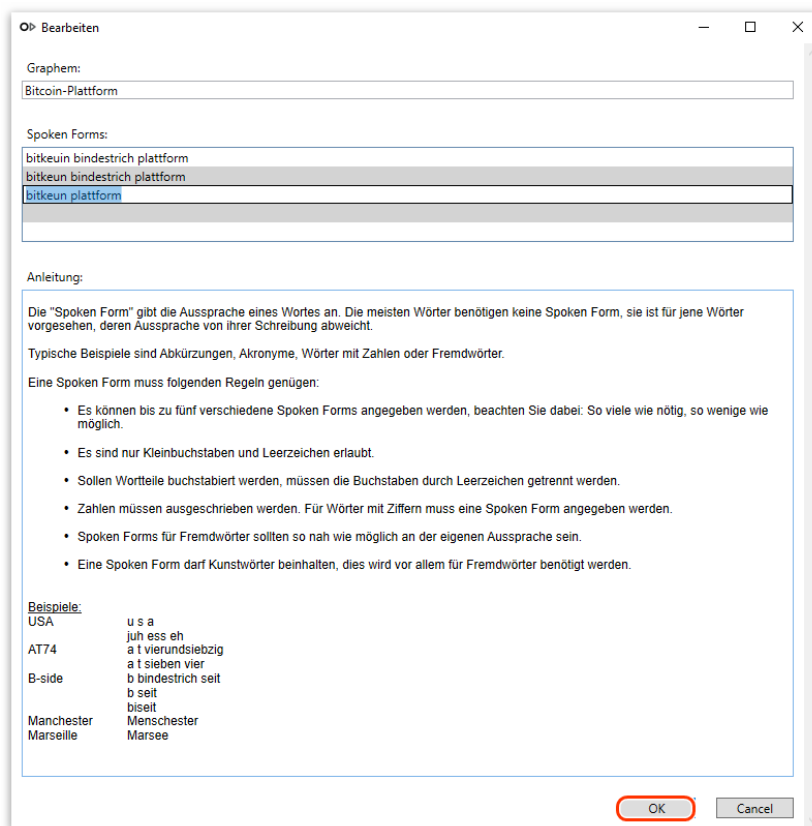 Bearbeiten
Graphem:
Bitcoin-Plattform
Spoken Forms:
bitkeuin bindestrich plattform
bitkeun bindestrich plattform
bitkeun plattform
Anleitung:
Die "Spoken Form" gibt die Aussprache eines Wortes an. Die meisten Wörter benötigen keine Spoken Form, sie ist für jene Wörter
vorgesehen, deren Aussprache von ihrer Schreibung abweicht.
Typische Beispiele sind Abkürzungen, Akronyme, Wörter mit Zahlen oder Fremdwörter.
Eine Spoken Form muss folgenden Regeln genügen:
• Es können bis zu fünf verschiedene Spoken Forms angegeben werden, beachten Sie dabei: So viele wie nötig, so wenige wie
möglich.
• Es sind nur Kleinbuchstaben und Leerzeichen erlaubt.
• Sollen Wortteile buchstabiert werden, müssen die Buchstaben durch Leerzeichen getrennt werden.
• Zahlen müssen ausgeschrieben werden. Für Wörter mit Ziffern muss eine Spoken Form angegeben werden.
• Spoken Forms für Fremdwörter sollten so nah wie möglich an der eigenen Aussprache sein.
• Eine Spoken Form darf Kunstwörter beinhalten, dies wird vor allem für Fremdwörter benötigt werden.
Beispiele:
USA u s a
juh ess eh
AT74 a t vierundsiebzig
a t sieben vier
B-side b bindestrich seit
b seit
biseit
Manchester Menschester
Marseille Marsee
OK Cancel